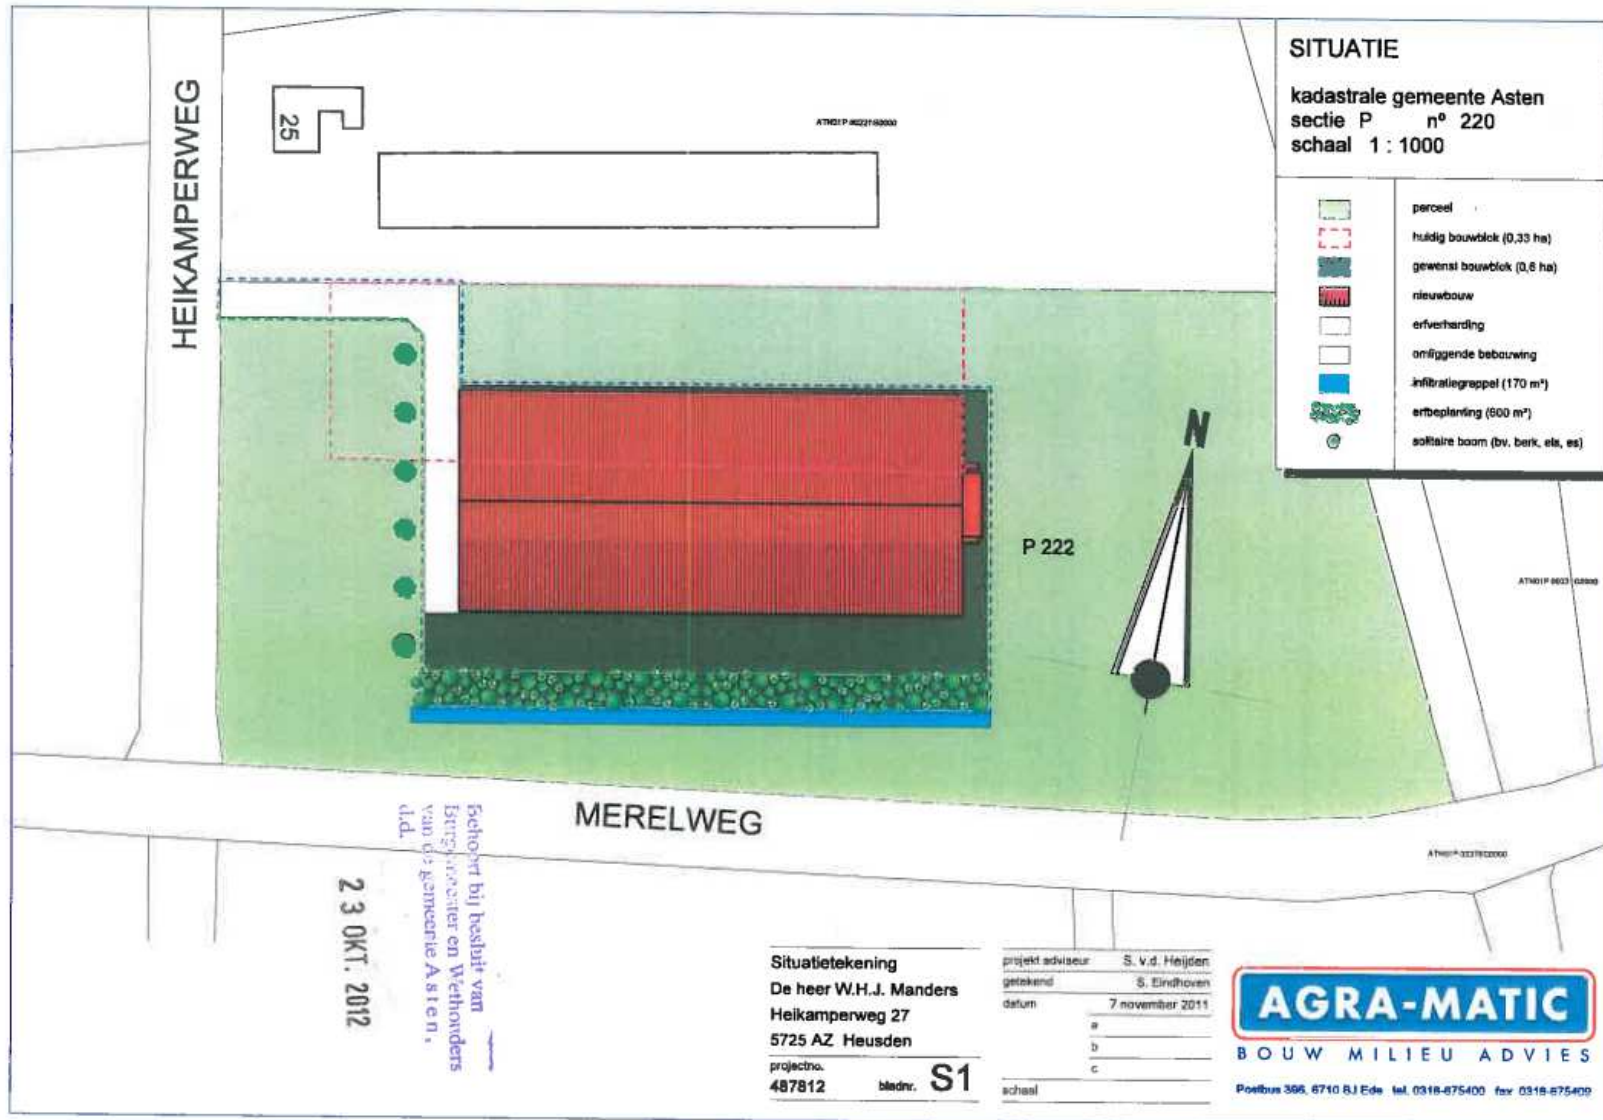 SITUATIE
kadastrale gemeente Asten
sectie P nº 220
schaal 1 : 1000
perceel
huidig bouwblok (0,33 ha)
gewenst bouwblok (0,6 ha)
nieuwbouw
erfverharding
omliggende bebouwing
infiltratiegreppel (170 m²)
erfbeplanting (600 m²)
solitaire boom (bv. berk, els, es)
HEIKAMPERWEG
25
N
P 222
MERELWEG
Behoort bij besluit van
Burgemeester en Wethouders
van de gemeente Asten,
d.d.
23 OKT. 2012
Situatietekening
De heer W.H.J. Manders
Heikamperweg 27
5725 AZ Heusden
projectno.
487812 bladnr. S1
projekt adviseur S. v.d. Heijden
getekend S. Eindhoven
datum 7 november 2011
a
b
c
schaal
AGRA-MATIC
BOUW MILIEU ADVIES
Postbus 396, 6710 BJ Ede tel. 0318-675400 fax 0318-675409